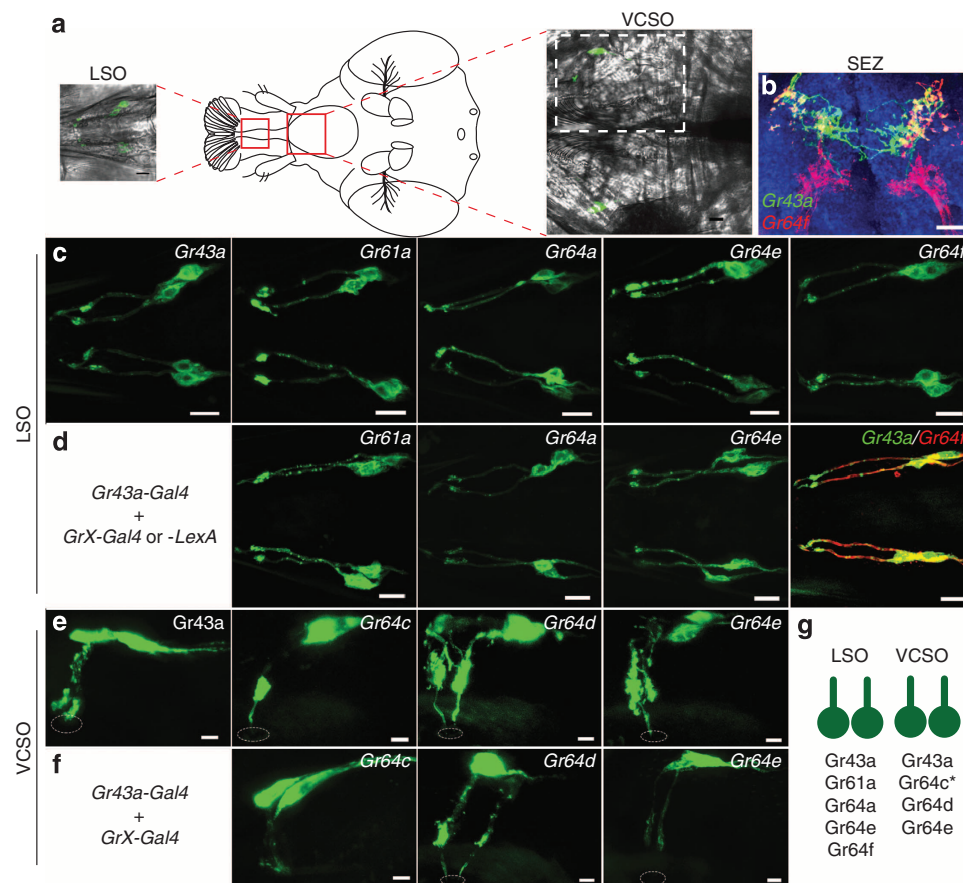 a
LSO
VCSO
b
SEZ
Gr43a
Gr64f
LSO
c
Gr43a
Gr61a
Gr64a
Gr64e
Gr64f
d
Gr43a-Gal4
+
GrX-Gal4 or -LexA
Gr61a
Gr64a
Gr64e
Gr43a/Gr64f
VCSO
e
Gr43a
Gr64c
Gr64d
Gr64e
f
Gr43a-Gal4
+
GrX-Gal4
Gr64c
Gr64d
Gr64e
g
LSO VCSO
Gr43a Gr43a
Gr61a Gr64c*
Gr64a Gr64d
Gr64e Gr64e
Gr64f